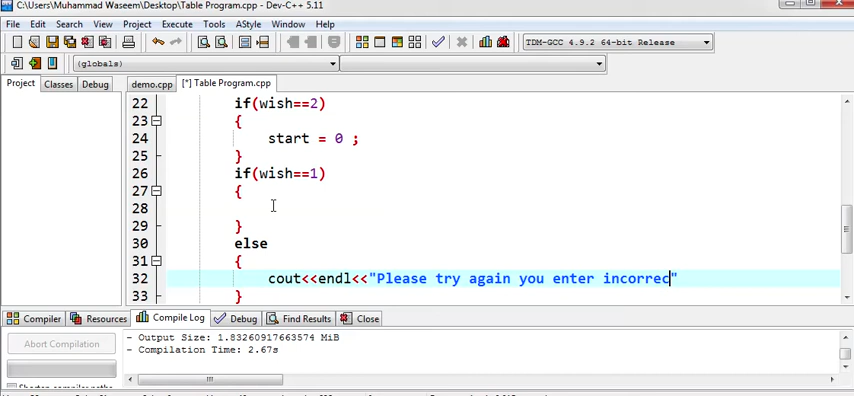 C:\Users\Muhammad Waseem\Desktop\Table Program.cpp - Dev-C++ 5.11
File Edit Search View Project Execute Tools AStyle Window Help
TDM-GCC 4.9.2 64-bit Release
(globals)
Project Classes Debug demo.cpp [*] Table Program.cpp
22 if(wish==2)
23 {
24 start = 0 ;
25 }
26 if(wish==1)
27 {
28
29 }
30 else
31 {
32 cout<<endl<<"Please try again you enter incorrec"
33 }
Compiler Resources Compile Log Debug Find Results Close
Abort Compilation
- Output Size: 1.83260917663574 MiB
- Compilation Time: 2.67s